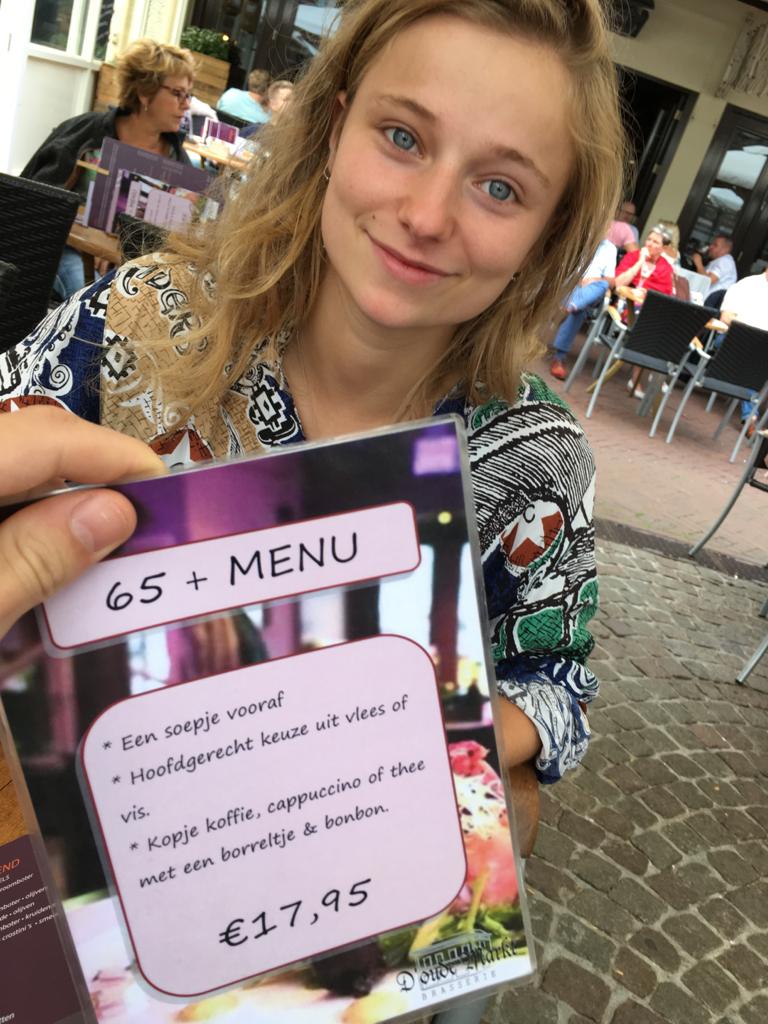 65 + MENU
* Een soepje vooraf
* Hoofdgerecht keuze uit vlees of
vis.
* Kopje koffie, cappuccino of thee
met een borreltje & bonbon.
€17,95
D'oude Markt
BRASSERIE
END